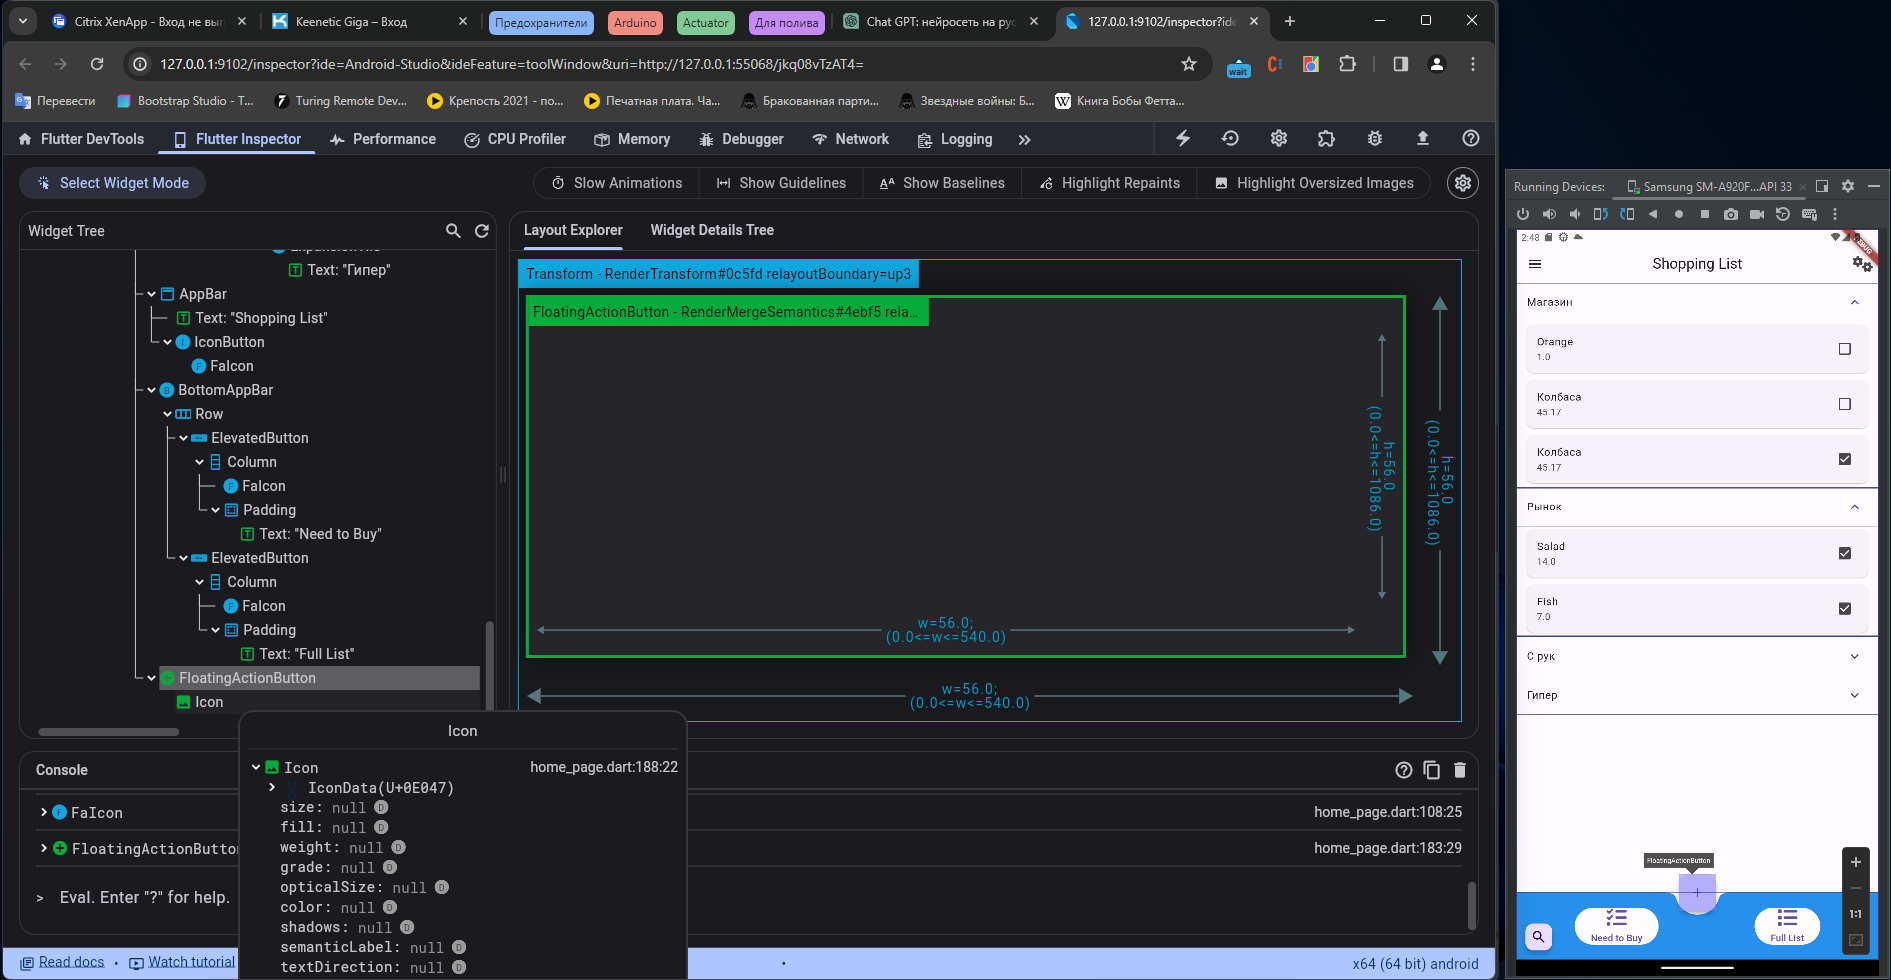 Citrix XenApp - Вход не вып
Keenetic Giga – Вход
Предохранители
Arduino
Actuator
Для полива
Chat GPT: нейросеть на рус
127.0.0.1:9102/inspector?ide
127.0.0.1:9102/inspector?ide=Android-Studio&ideFeature=toolWindow&uri=http://127.0.0.1:55068/jkq08vTzAT4=
wait
Перевести
Bootstrap Studio - T...
Turing Remote Dev...
Крепость 2021 - по...
Печатная плата. Ча...
Бракованная парти...
Звездные войны: Б...
Книга Бобы Фетта...
Flutter DevTools
Flutter Inspector
Performance
CPU Profiler
Memory
Debugger
Network
Logging
Select Widget Mode
Slow Animations
Show Guidelines
Show Baselines
Highlight Repaints
Highlight Oversized Images
Widget Tree
Text: "Гипер"
AppBar
Text: "Shopping List"
IconButton
FaIcon
BottomAppBar
Row
ElevatedButton
Column
FaIcon
Padding
Text: "Need to Buy"
ElevatedButton
Column
FaIcon
Padding
Text: "Full List"
FloatingActionButton
Icon
Layout Explorer
Widget Details Tree
Transform - RenderTransform#0c5fd relayoutBoundary=up3
FloatingActionButton - RenderMergeSemantics#4ebf5 rela...
h=56.0
(0.0<=h<=1086.0)
h=56.0
(0.0<=h<=1086.0)
w=56.0;
(0.0<=w<=540.0)
w=56.0;
(0.0<=w<=540.0)
Console
FaIcon
home_page.dart:108:25
FloatingActionButton
home_page.dart:183:29
> Eval. Enter "?" for help.
Icon
Icon
home_page.dart:188:22
IconData(U+0E047)
size: null D
fill: null D
weight: null D
grade: null D
opticalSize: null D
color: null D
shadows: null D
semanticLabel: null D
textDirection: null D
Read docs
•
Watch tutorial
•
x64 (64 bit) android
Running Devices:
Samsung SM-A920F...API 33
2:48
Shopping List
Магазин
Orange
1.0
Колбаса
45.17
Колбаса
45.17
Рынок
Salad
14.0
Fish
7.0
С рук
Гипер
FloatingActionButton
Need to Buy
Full List
1:1